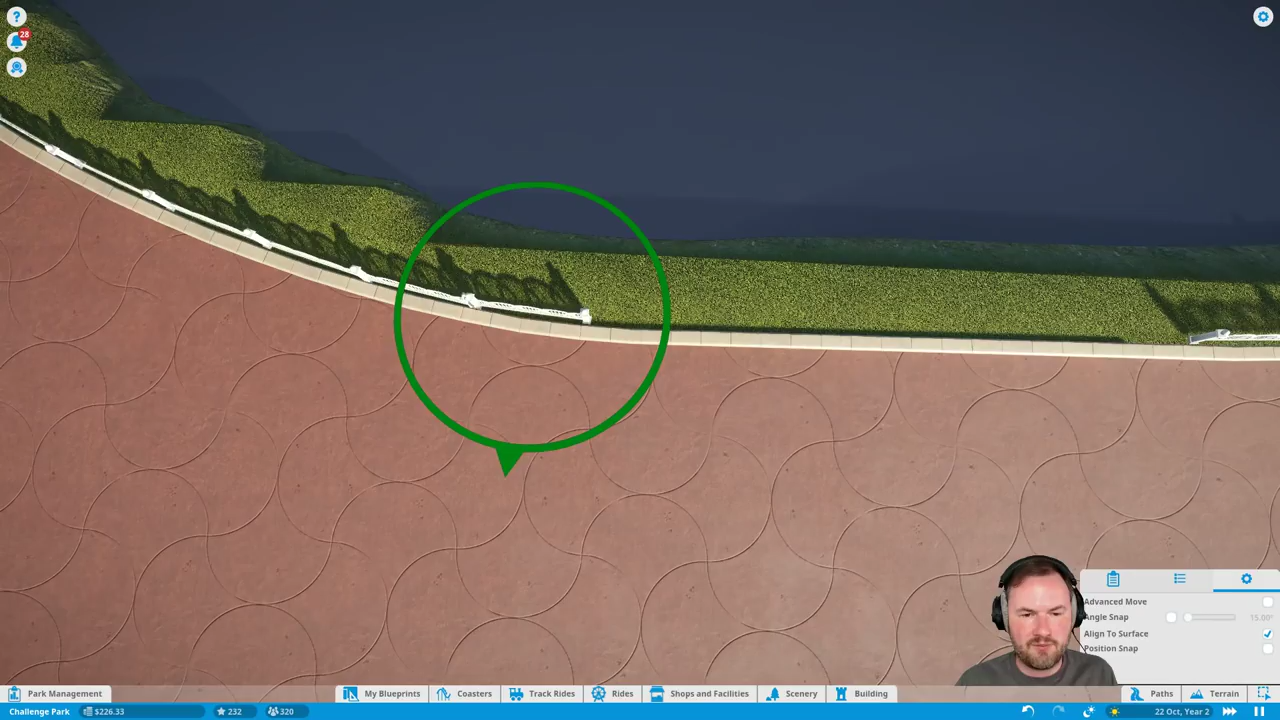 ?
28
Advanced Move
Angle Snap
15.00°
Align To Surface
Position Snap
Park Management
My Blueprints
Coasters
Track Rides
Rides
Shops and Facilities
Scenery
Building
Paths
Terrain
Challenge Park
$226.33
232
320
22 Oct, Year 2